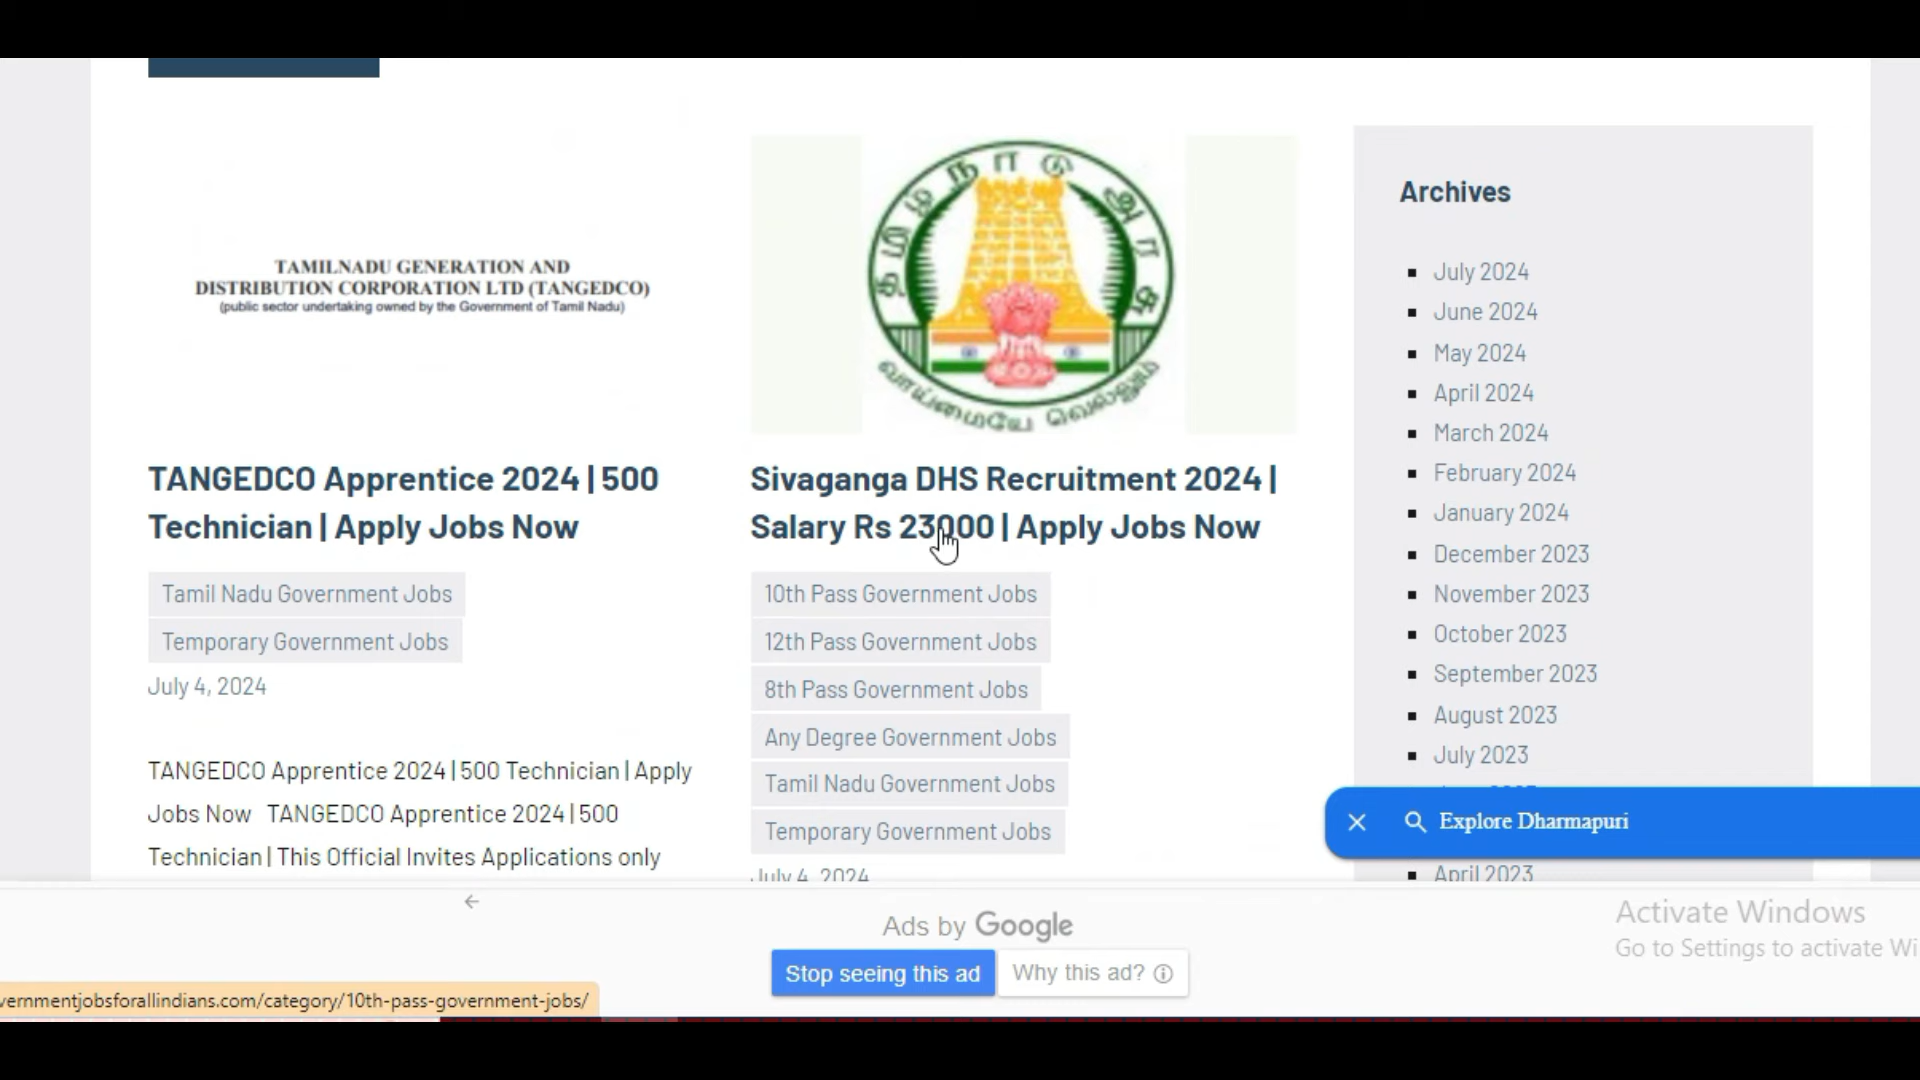 TAMILNADU GENERATION AND
DISTRIBUTION CORPORATION LTD (TANGEDCO)
(public sector undertaking owned by the Government of Tamil Nadu)
TANGEDCO Apprentice 2024 | 500
Technician | Apply Jobs Now
Tamil Nadu Government Jobs
Temporary Government Jobs
July 4, 2024
TANGEDCO Apprentice 2024 | 500 Technician | Apply
Jobs Now TANGEDCO Apprentice 2024 | 500
Technician | This Official Invites Applications only
தமிழ்நாடு அரசு
வாய்மையே வெல்லும்
Sivaganga DHS Recruitment 2024 |
Salary Rs 23000 | Apply Jobs Now
10th Pass Government Jobs
12th Pass Government Jobs
8th Pass Government Jobs
Any Degree Government Jobs
Tamil Nadu Government Jobs
Temporary Government Jobs
July 4, 2024
Archives
July 2024
June 2024
May 2024
April 2024
March 2024
February 2024
January 2024
December 2023
November 2023
October 2023
September 2023
August 2023
July 2023
Explore Dharmapuri
April 2023
Ads by Google
Stop seeing this ad
Why this ad?
Activate Windows
Go to Settings to activate Wi
vernmentjobsforallindians.com/category/10th-pass-government-jobs/